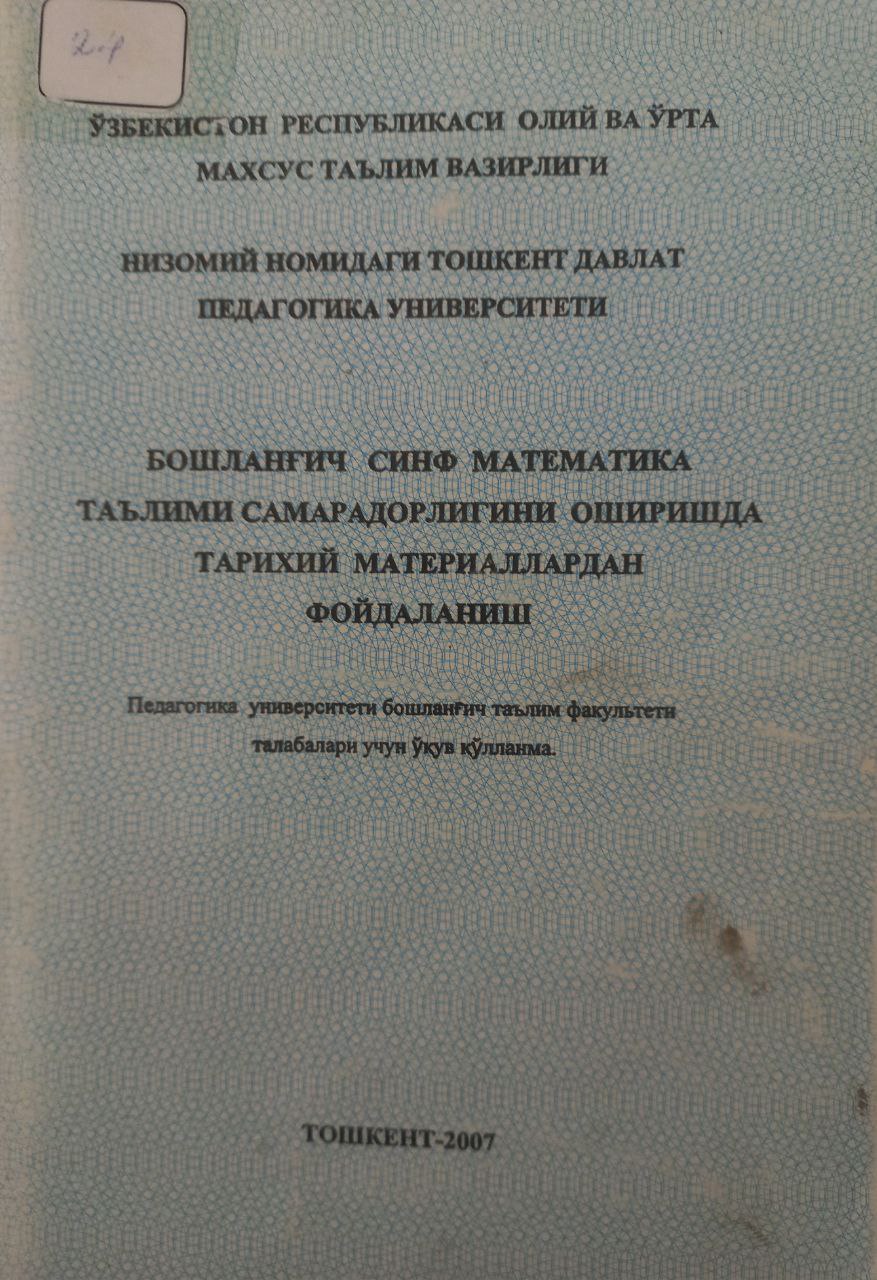 ЎЗБЕКИСТОН РЕСПУБЛИКАСИ ОЛИЙ ВА ЎРТА
МАХСУС ТАЪЛИМ ВАЗИРЛИГИ
НИЗОМИЙ НОМИДАГИ ТОШКЕНТ ДАВЛАТ
ПЕДАГОГИКА УНИВЕРСИТЕТИ
БОШЛАНҒИЧ СИНФ МАТЕМАТИКА
ТАЪЛИМИ САМАРАДОРЛИГИНИ ОШИРИШДА
ТАРИХИЙ МАТЕРИАЛЛАРДАН
ФОЙДАЛАНИШ
Педагогика университети бошланғич таълим факультети
талабалари учун ўқув қўлланма.
ТОШКЕНТ-2007